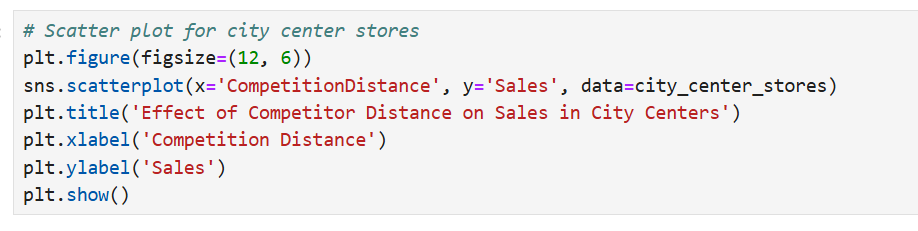 # Scatter plot for city center stores
plt.figure(figsize=(12, 6))
sns.scatterplot(x='CompetitionDistance', y='Sales', data=city_center_stores)
plt.title('Effect of Competitor Distance on Sales in City Centers')
plt.xlabel('Competition Distance')
plt.ylabel('Sales')
plt.show()